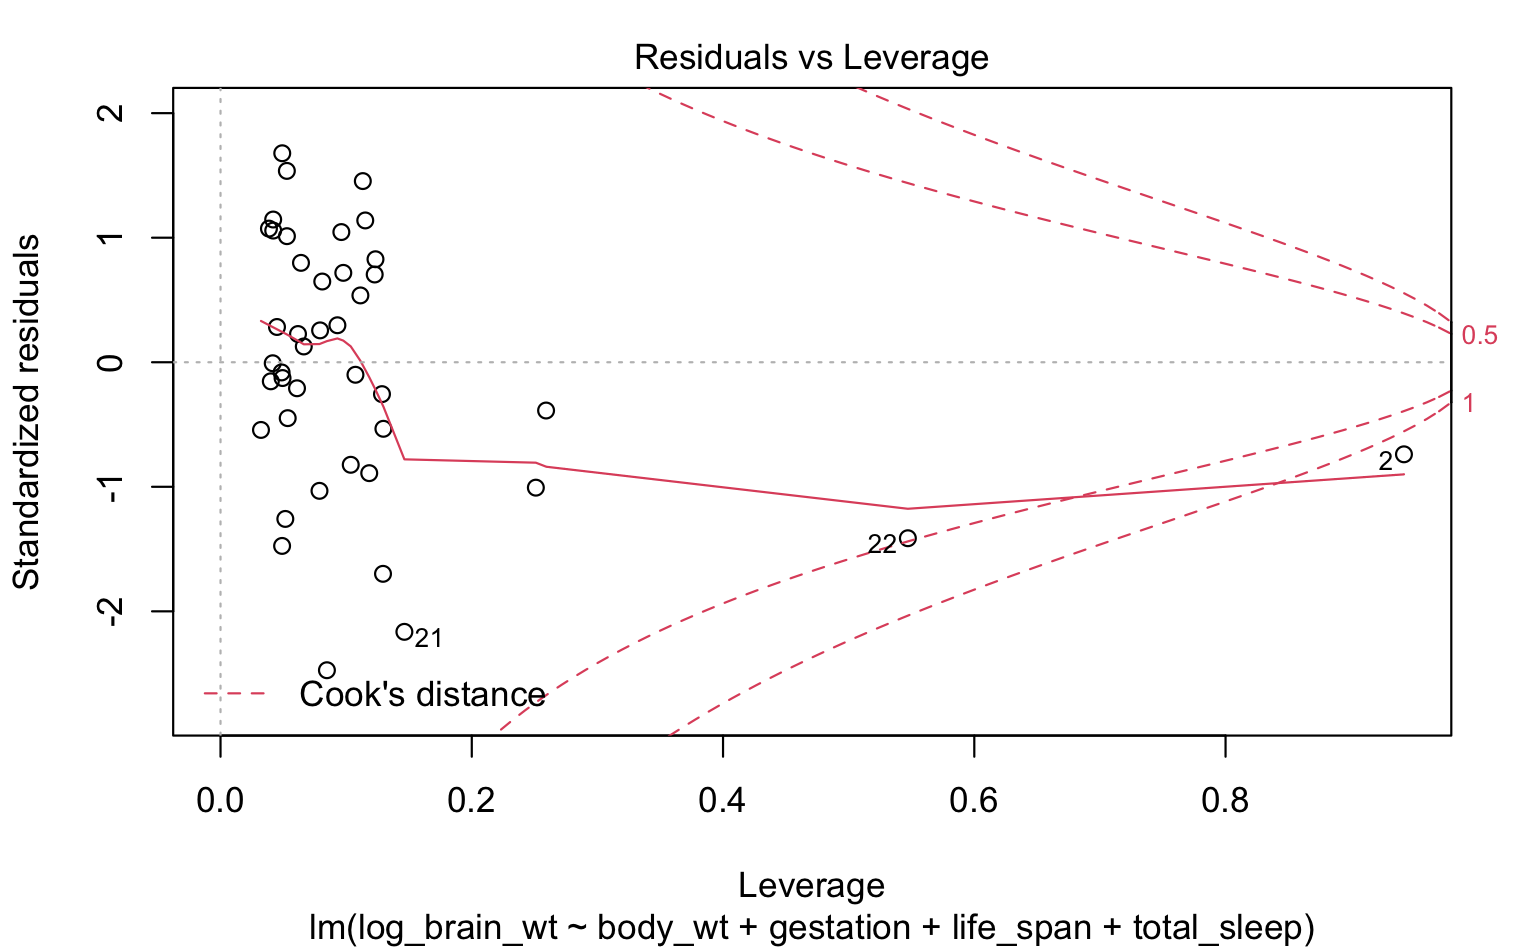 Residuals vs Leverage
Standardized residuals
2
1
0
-1
-2
0.5
1
2
22
21
Cook's distance
0.0 0.2 0.4 0.6 0.8
Leverage
lm(log_brain_wt ~ body_wt + gestation + life_span + total_sleep)